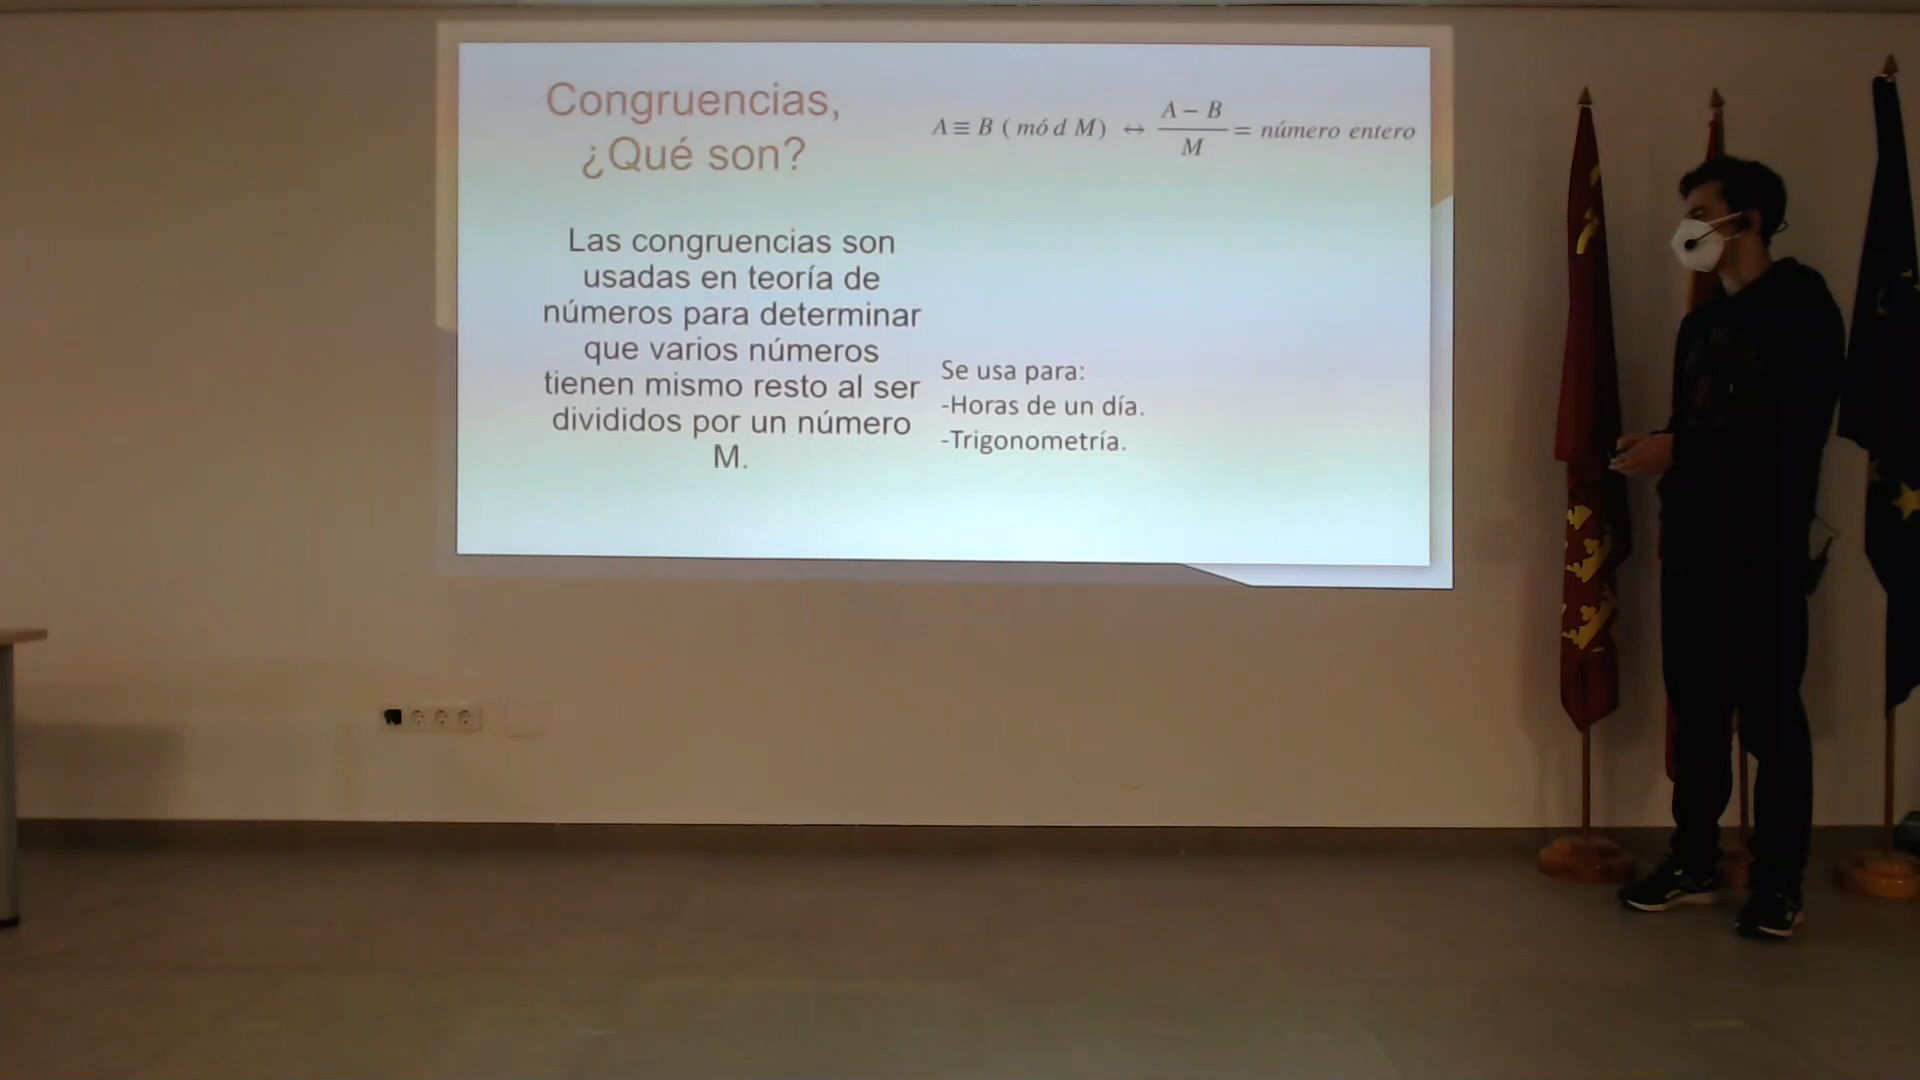 Congruencias,
¿Qué son?
A ≡ B ( mó d M) ↔ A − B / M = número entero
Las congruencias son
usadas en teoría de
números para determinar
que varios números
tienen mismo resto al ser
divididos por un número
M.
Se usa para:
-Horas de un día.
-Trigonometría.